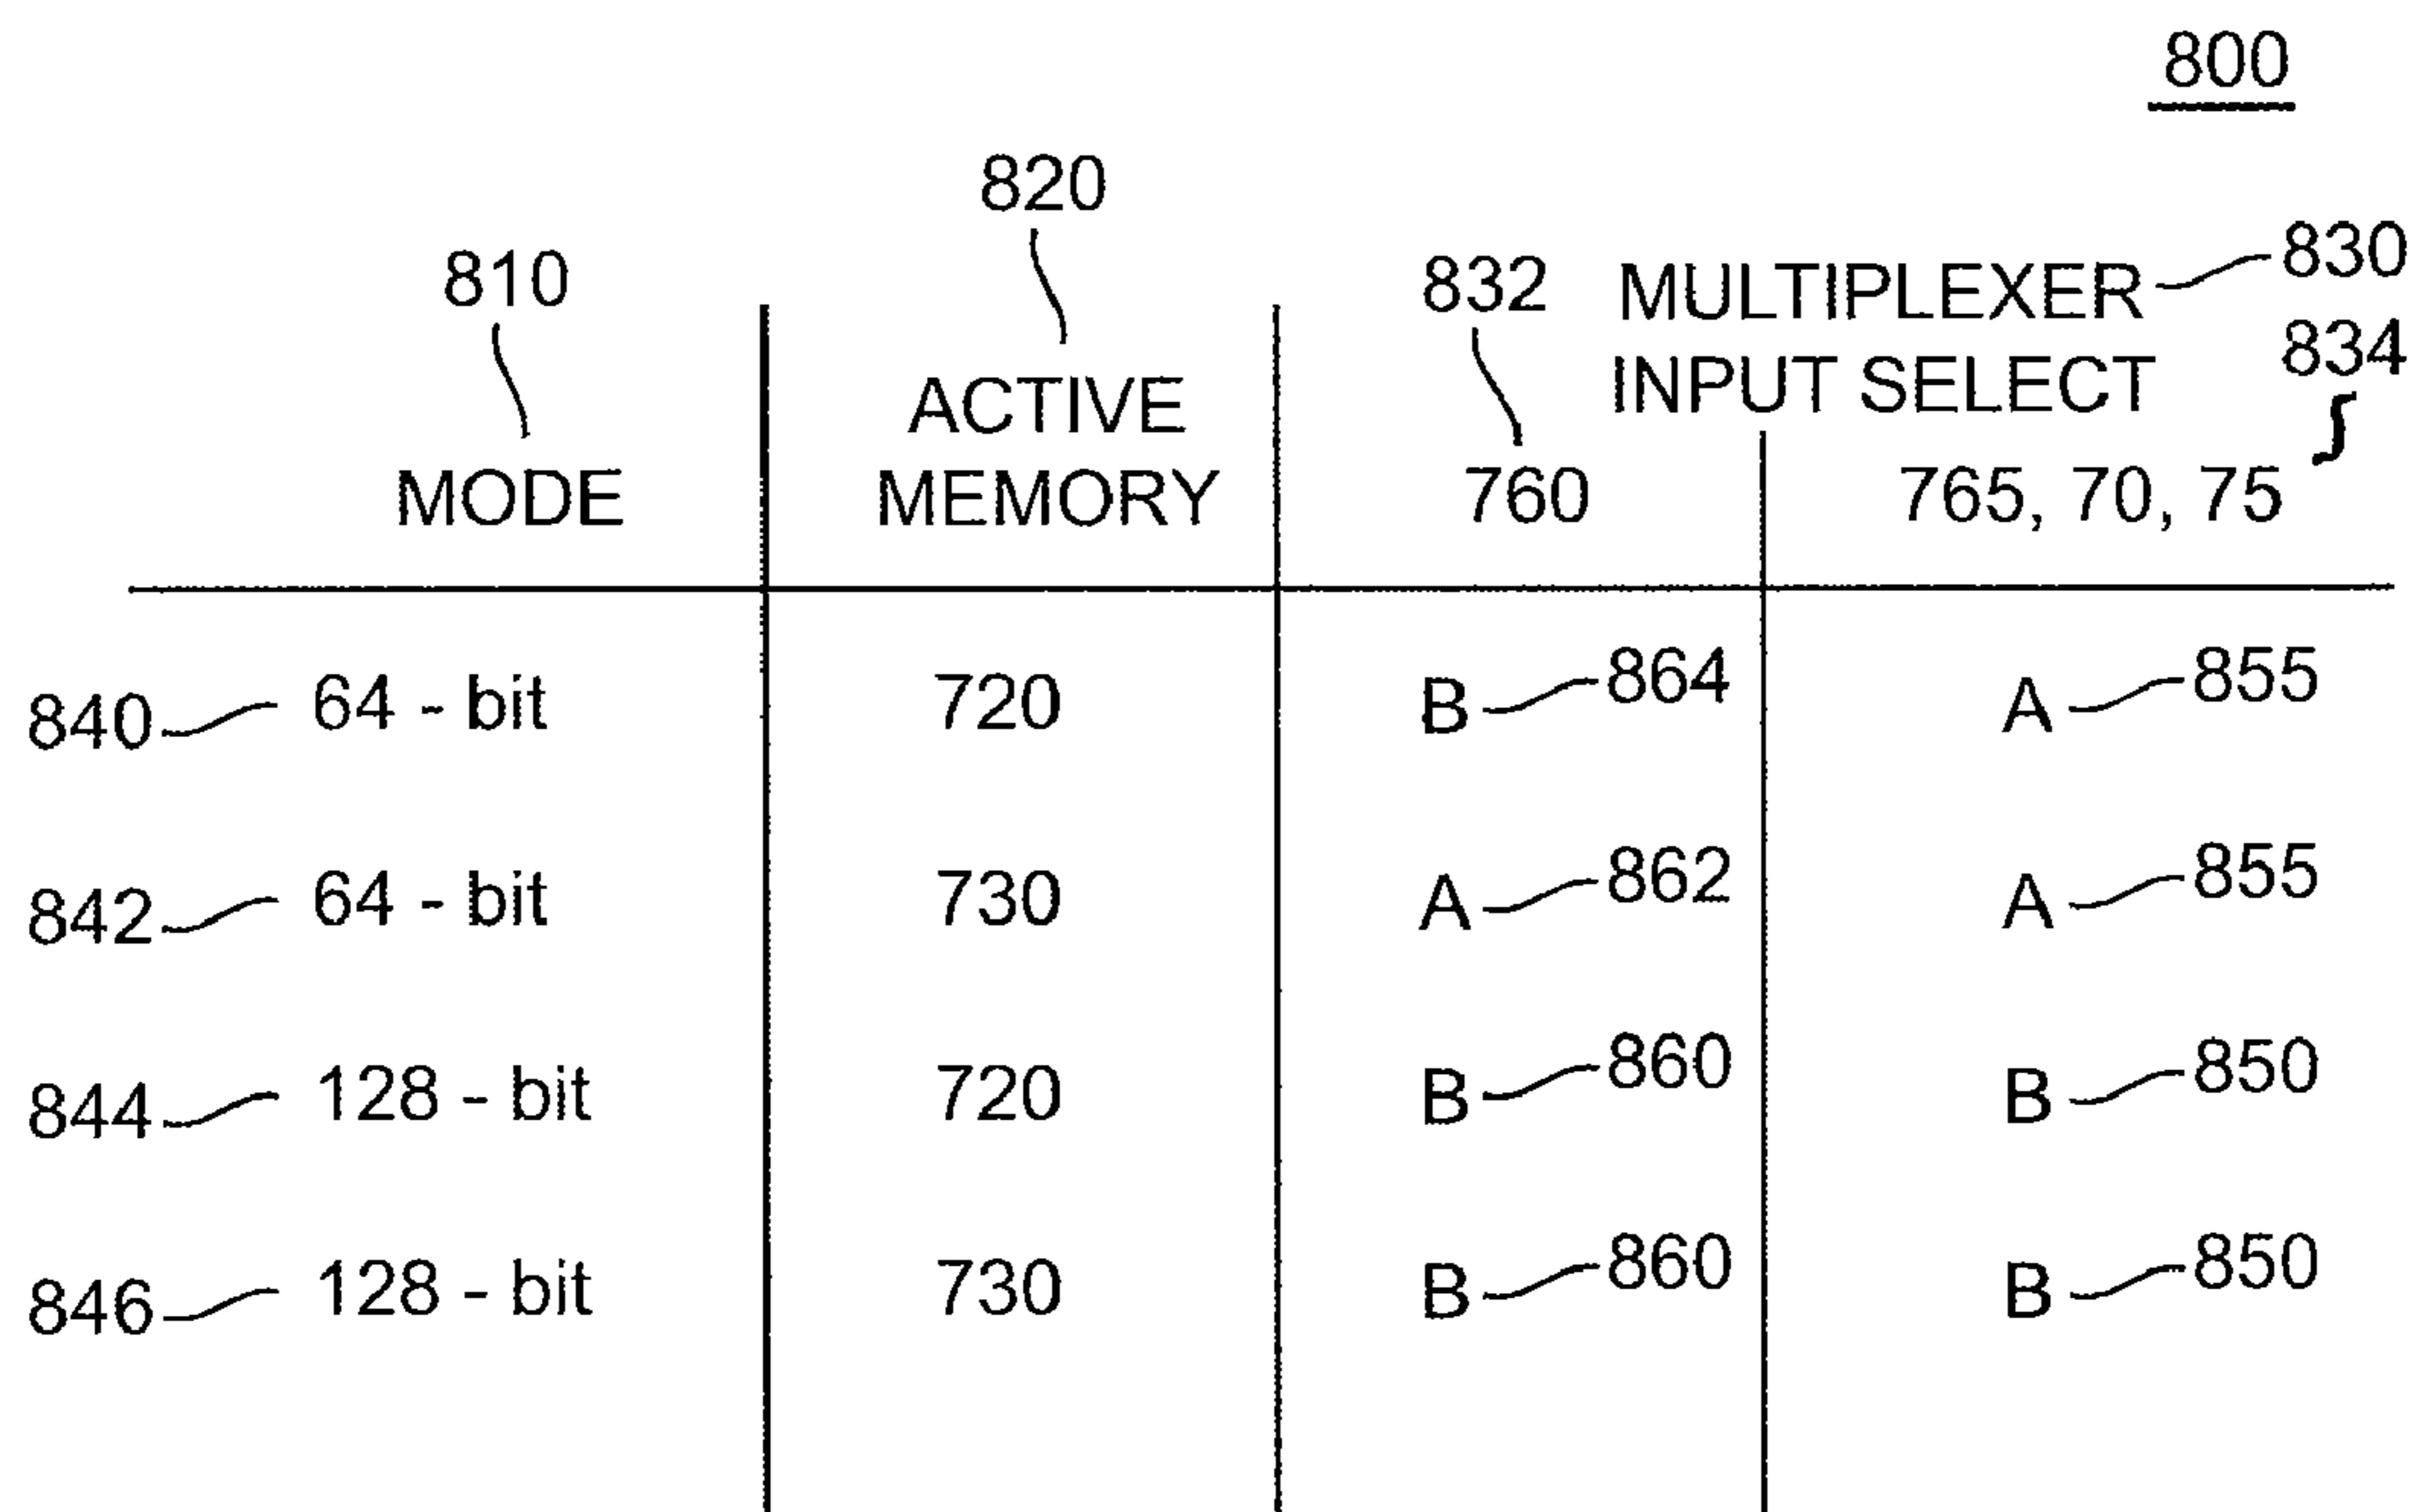 800
820
810
832 MULTIPLEXER 830
INPUT SELECT 834
ACTIVE
MODE MEMORY 760 765, 70, 75
840 64 - bit 720 B 864 A 855
842 64 - bit 730 A 862 A 855
844 128 - bit 720 B 860 B 850
846 128 - bit 730 B 860 B 850